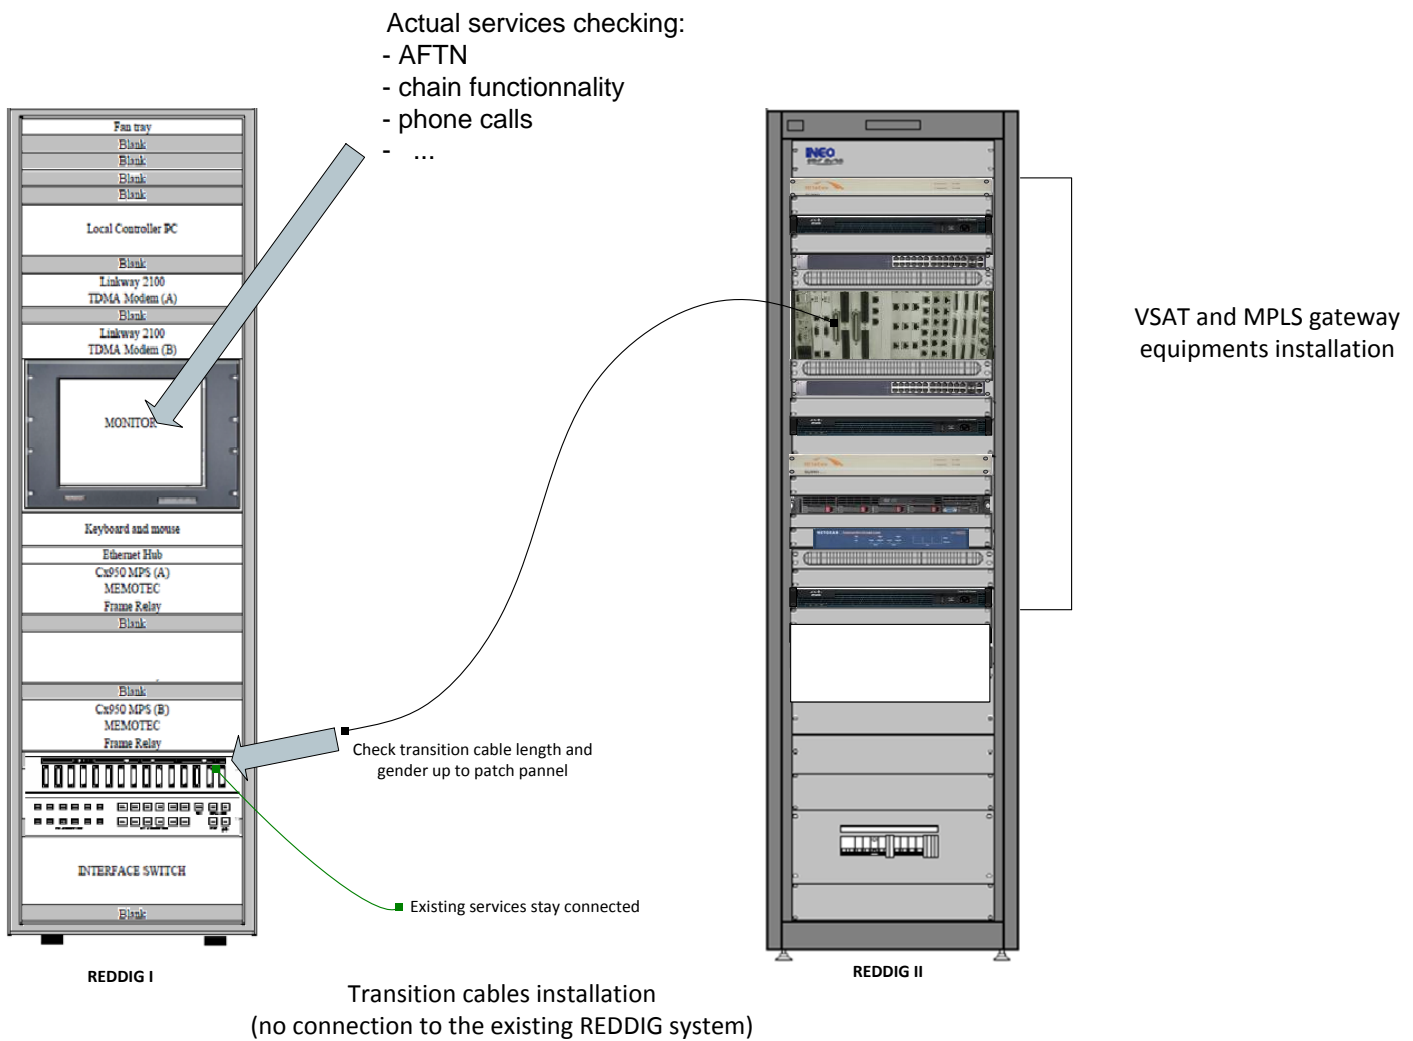 Actual services checking:
- AFTN
- chain functionnality
- phone calls
- ...
Fan tray
Blank
Blank
Blank
Blank
Local Controller PC
Blank
Linkway 2100
TDMA Modem (A)
Blank
Linkway 2100
TDMA Modem (B)
MONITOR
Keyboard and mouse
Ethernet Hub
Cx950 MPS (A)
MEMOTEC
Frame Relay
Blank
Blank
Cx950 MPS (B)
MEMOTEC
Frame Relay
INTERFACE SWITCH
Blank
REDDIG I
Check transition cable length and
gender up to patch pannel
Existing services stay connected
INEO
NETGEAR
REDDIG II
VSAT and MPLS gateway
equipments installation
Transition cables installation
(no connection to the existing REDDIG system)